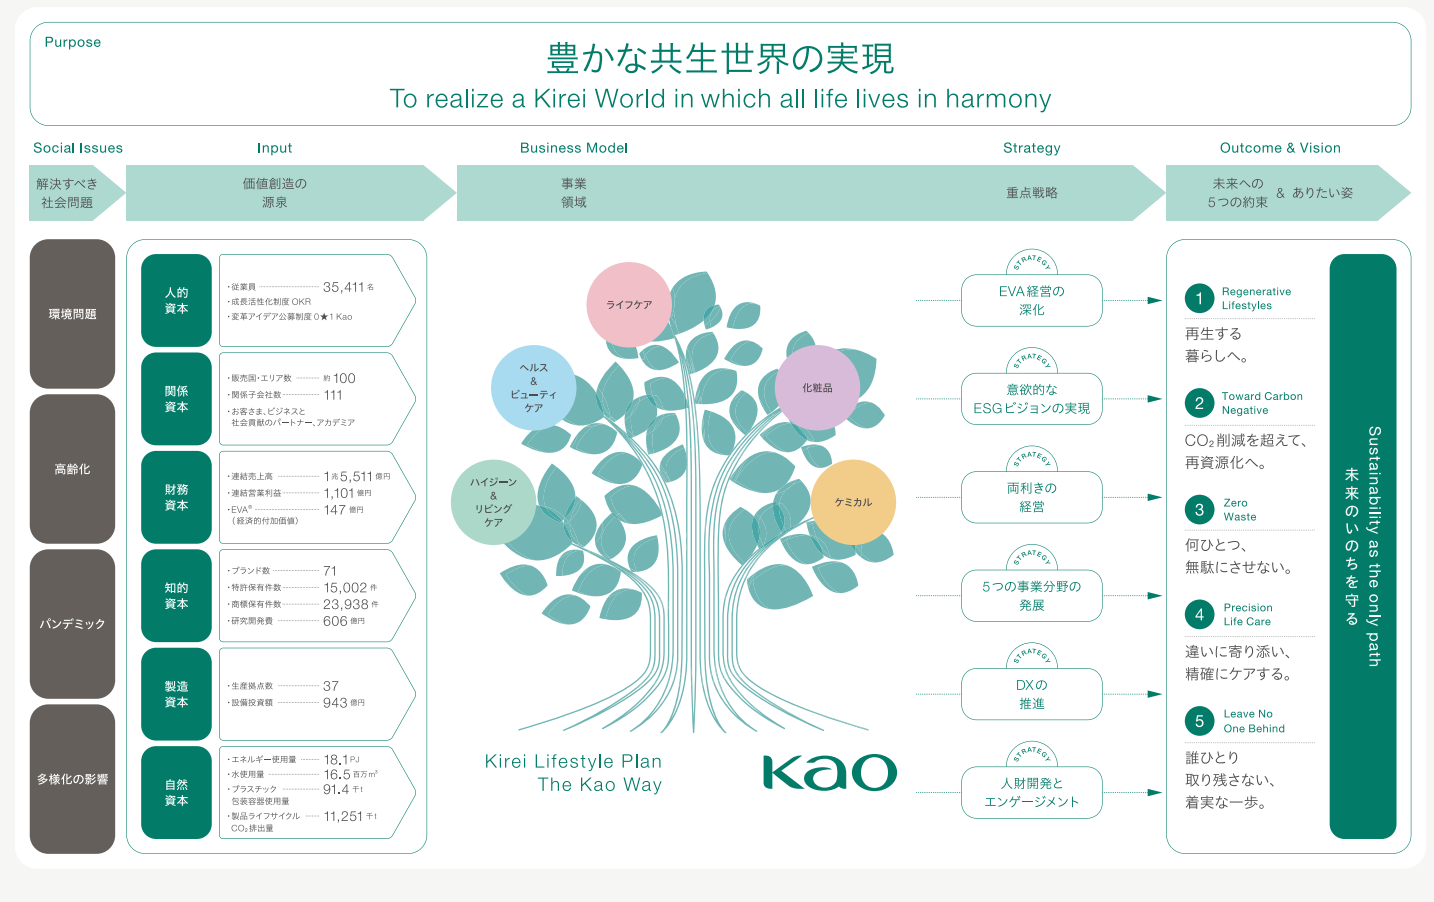 Purpose
豊かな共生世界の実現
To realize a Kirei World in which all life lives in harmony
Social Issues
Input
Business Model
Strategy
Outcome & Vision
解決すべき
社会問題
価値創造の
源泉
事業
領域
重点戦略
未来への
5つの約束
& ありたい姿
環境問題
高齢化
パンデミック
多様化の影響
人的
資本
・従業員 35,411 名
・成長活性化制度 OKR
・変革アイデア公募制度 0★1 Kao
関係
資本
・販売国・エリア数 約 100
・関係子会社数 111
・お客さま、ビジネスと
社会貢献のパートナー、アカデミア
財務
資本
・連結売上高 1兆5,511億円
・連結営業利益 1,101 億円
・EVA® 147 億円
（経済的付加価値）
知的
資本
・ブランド数 71
・特許保有件数 15,002 件
・商標保有件数 23,938 件
・研究開発費 606 億円
製造
資本
・生産拠点数 37
・設備投資額 943 億円
自然
資本
・エネルギー使用量 18.1 PJ
・水使用量 16.5 百万m³
・プラスチック 91.4 千t
包装容器使用量
・製品ライフサイクル 11,251 千t
CO₂排出量
ライフケア
ヘルス
&
ビューティ
ケア
化粧品
ハイジーン
&
リビング
ケア
ケミカル
Kirei Lifestyle Plan
The Kao Way
Kao
STRATEGY
EVA経営の
深化
STRATEGY
意欲的な
ESGビジョンの実現
STRATEGY
両利きの
経営
STRATEGY
5つの事業分野の
発展
STRATEGY
DXの
推進
STRATEGY
人財開発と
エンゲージメント
1
Regenerative
Lifestyles
再生する
暮らしへ。
2
Toward Carbon
Negative
CO₂削減を超えて、
再資源化へ。
3
Zero
Waste
何ひとつ、
無駄にさせない。
4
Precision
Life Care
違いに寄り添い、
精確にケアする。
5
Leave No
One Behind
誰ひとり
取り残さない、
着実な一歩。
Sustainability as the only path
未来のいのちを守る